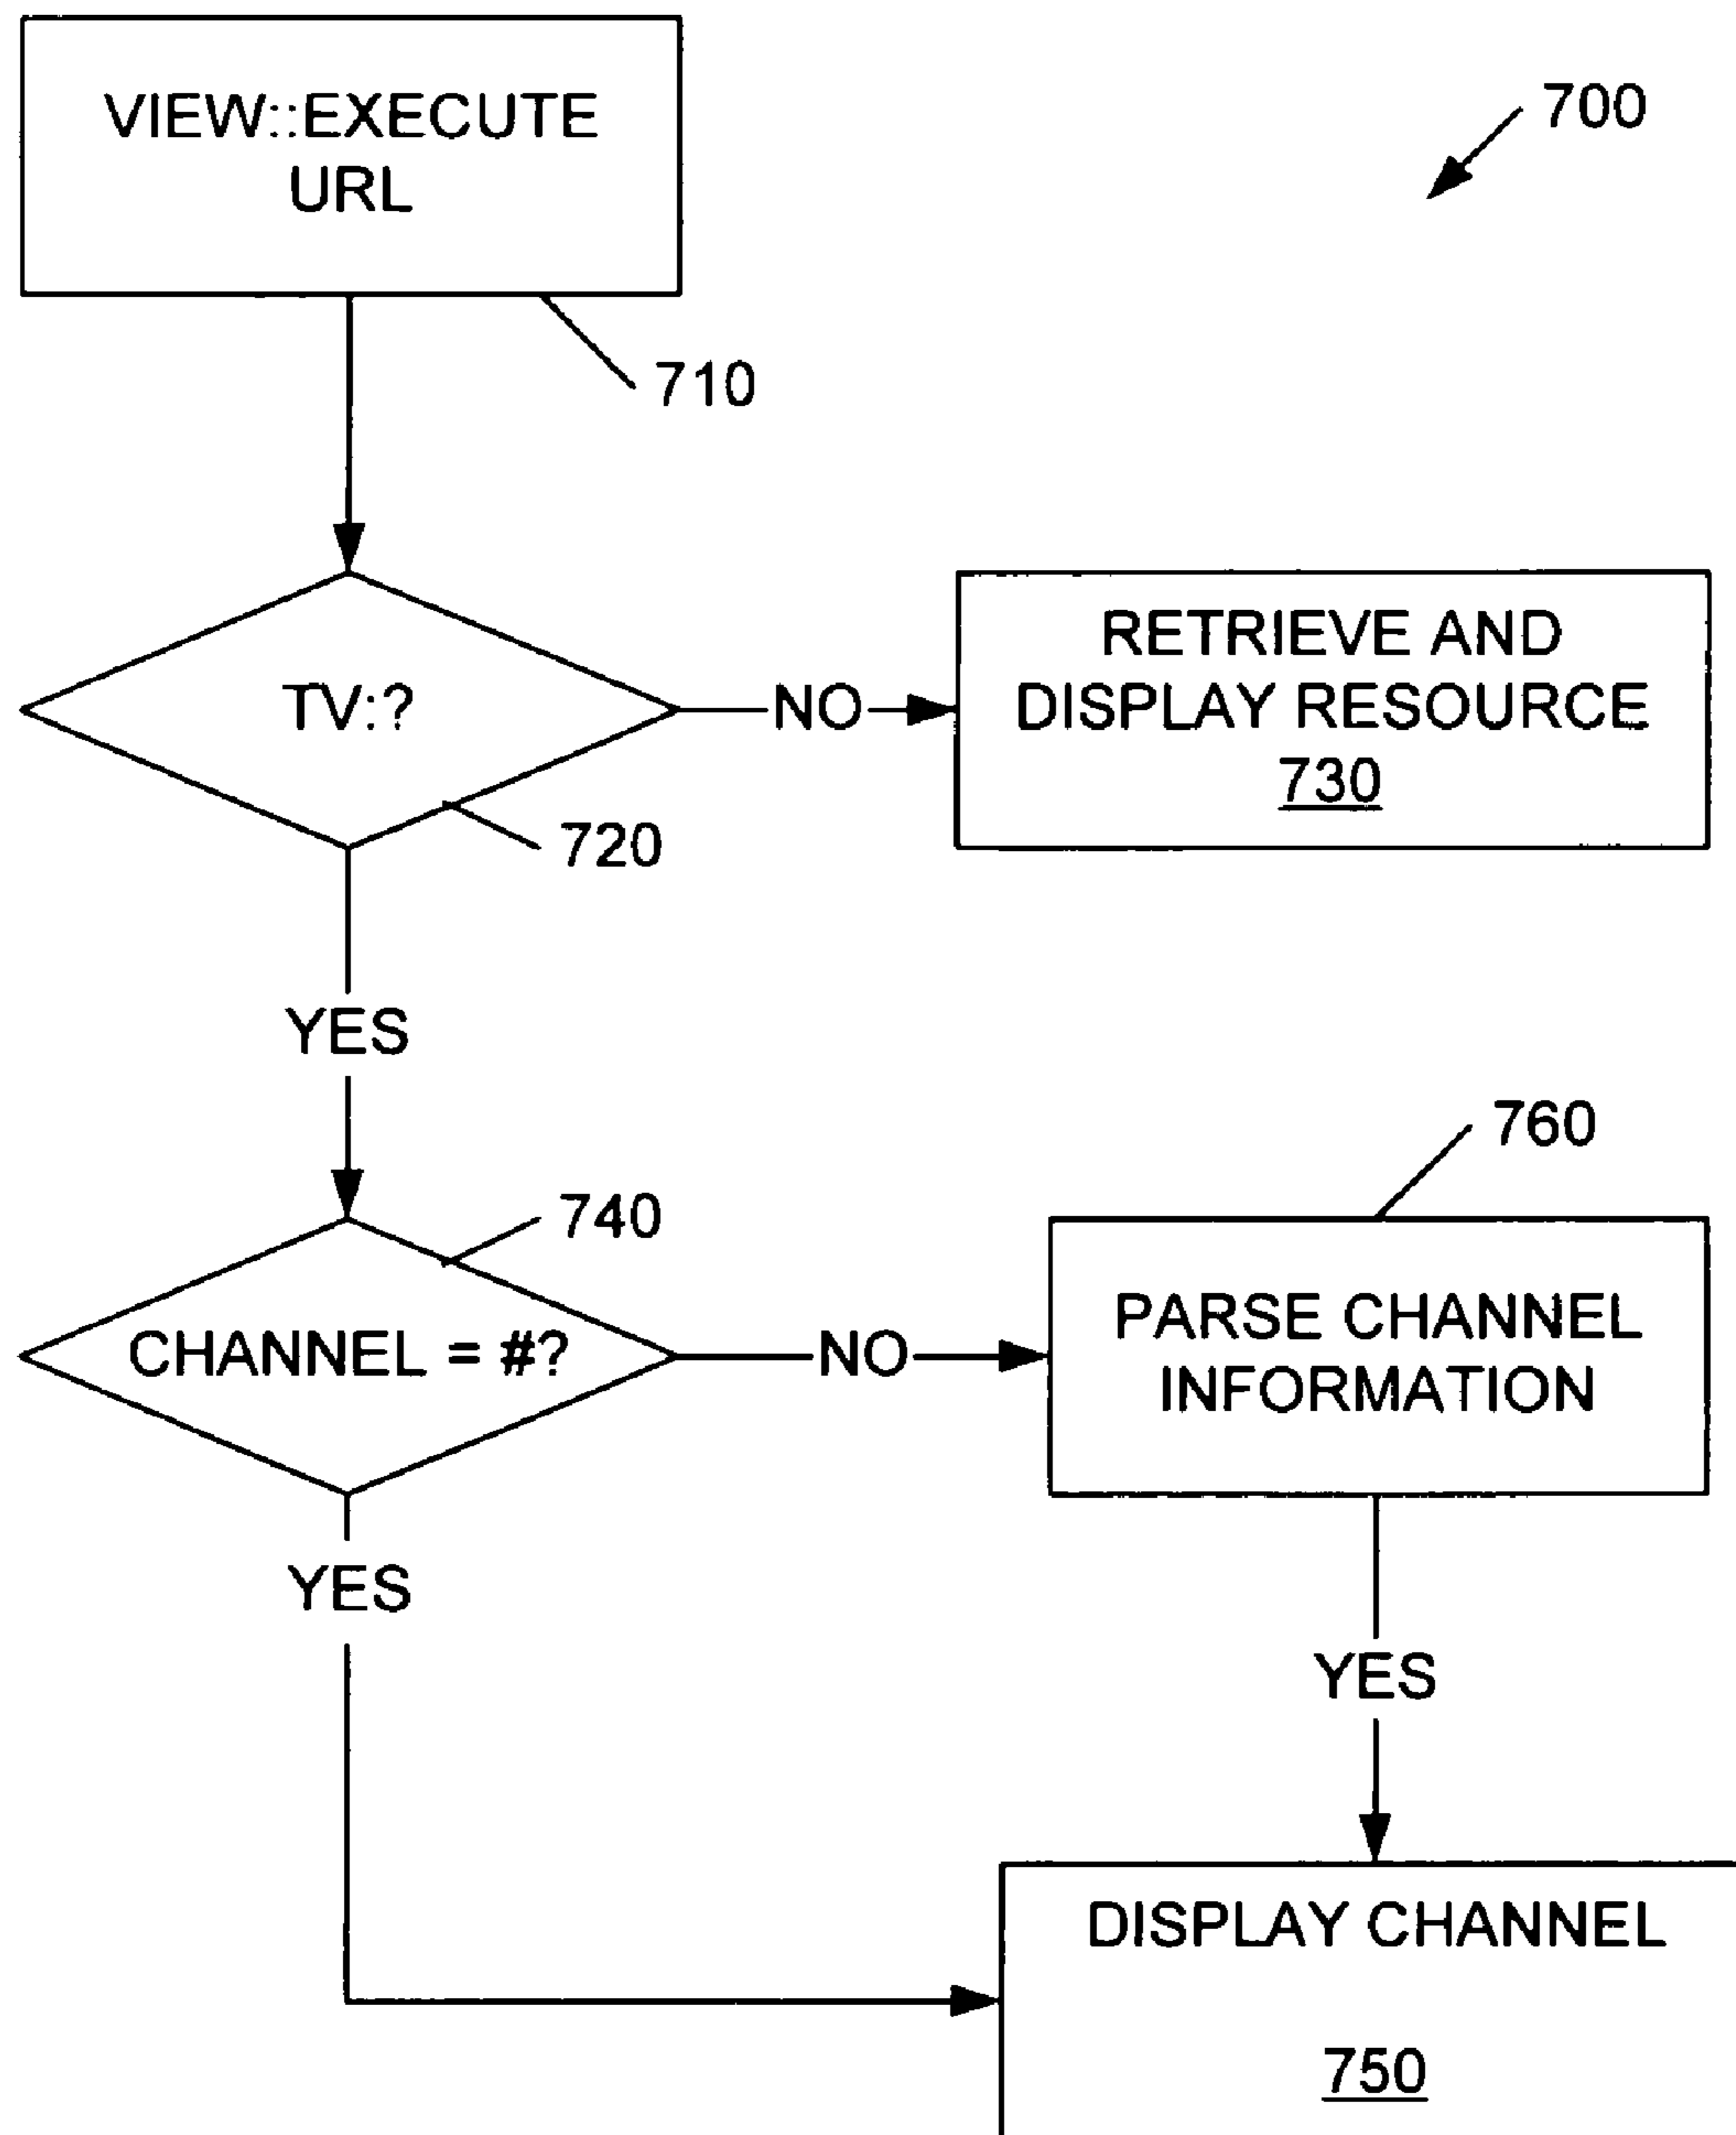 VIEW::EXECUTE
URL
700
710
TV:?
NO
RETRIEVE AND
DISPLAY RESOURCE
730
720
YES
760
740
CHANNEL = #?
NO
PARSE CHANNEL
INFORMATION
YES
YES
DISPLAY CHANNEL
750